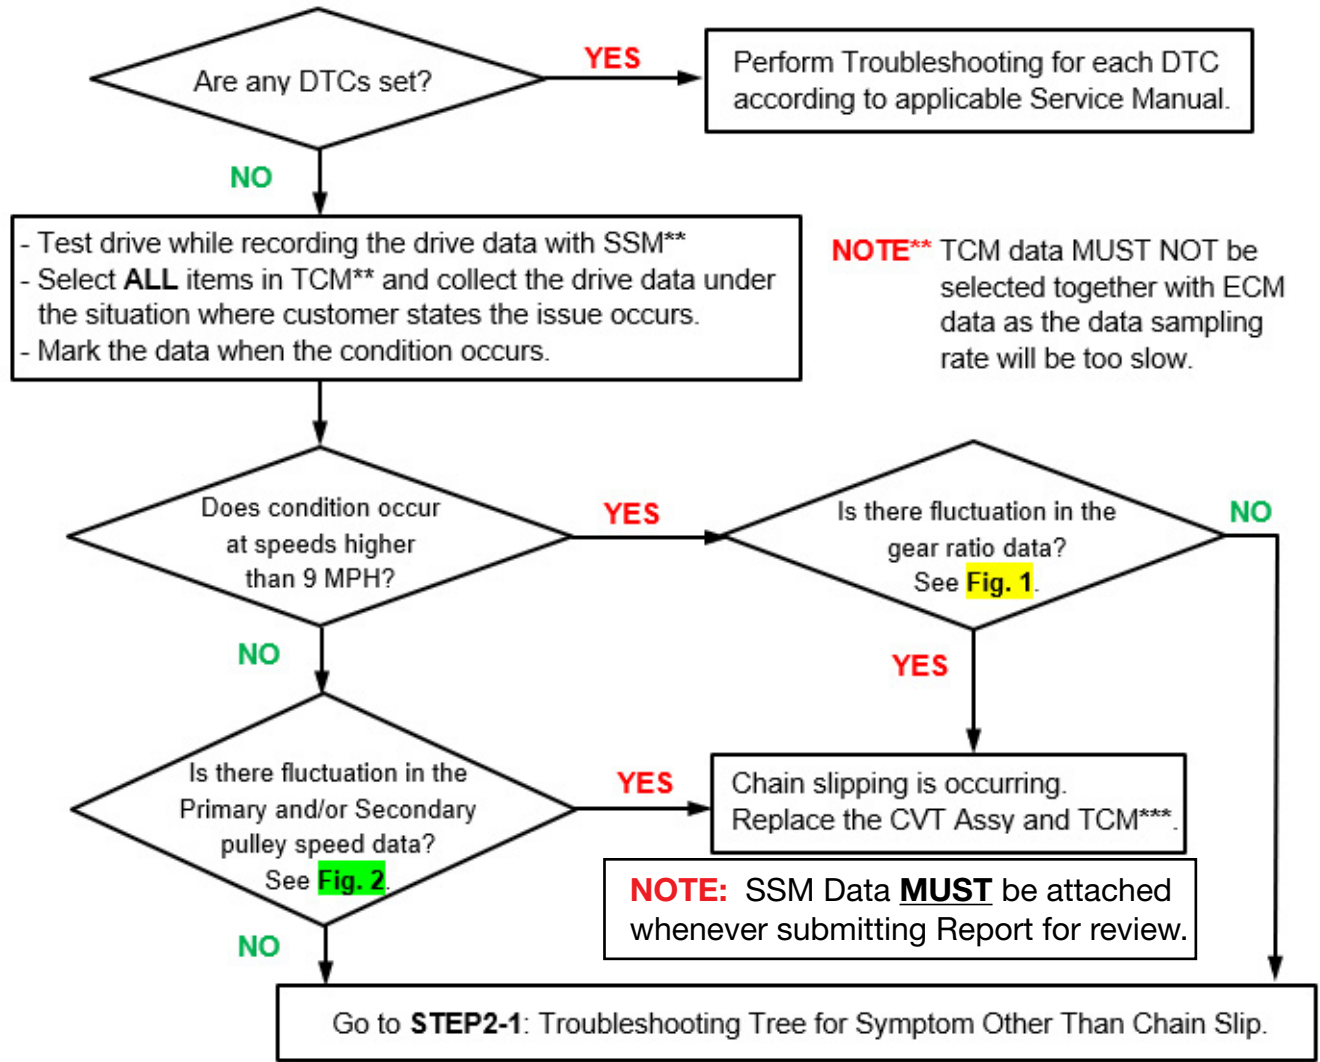 Are any DTCs set?
YES
Perform Troubleshooting for each DTC
according to applicable Service Manual.
NO
- Test drive while recording the drive data with SSM**
- Select ALL items in TCM** and collect the drive data under
the situation where customer states the issue occurs.
- Mark the data when the condition occurs.
NOTE** TCM data MUST NOT be
selected together with ECM
data as the data sampling
rate will be too slow.
Does condition occur
at speeds higher
than 9 MPH?
YES
Is there fluctuation in the
gear ratio data?
See Fig. 1.
NO
NO
YES
Is there fluctuation in the
Primary and/or Secondary
pulley speed data?
See Fig. 2.
YES
Chain slipping is occurring.
Replace the CVT Assy and TCM***.
NOTE: SSM Data MUST be attached
whenever submitting Report for review.
NO
Go to STEP2-1: Troubleshooting Tree for Symptom Other Than Chain Slip.